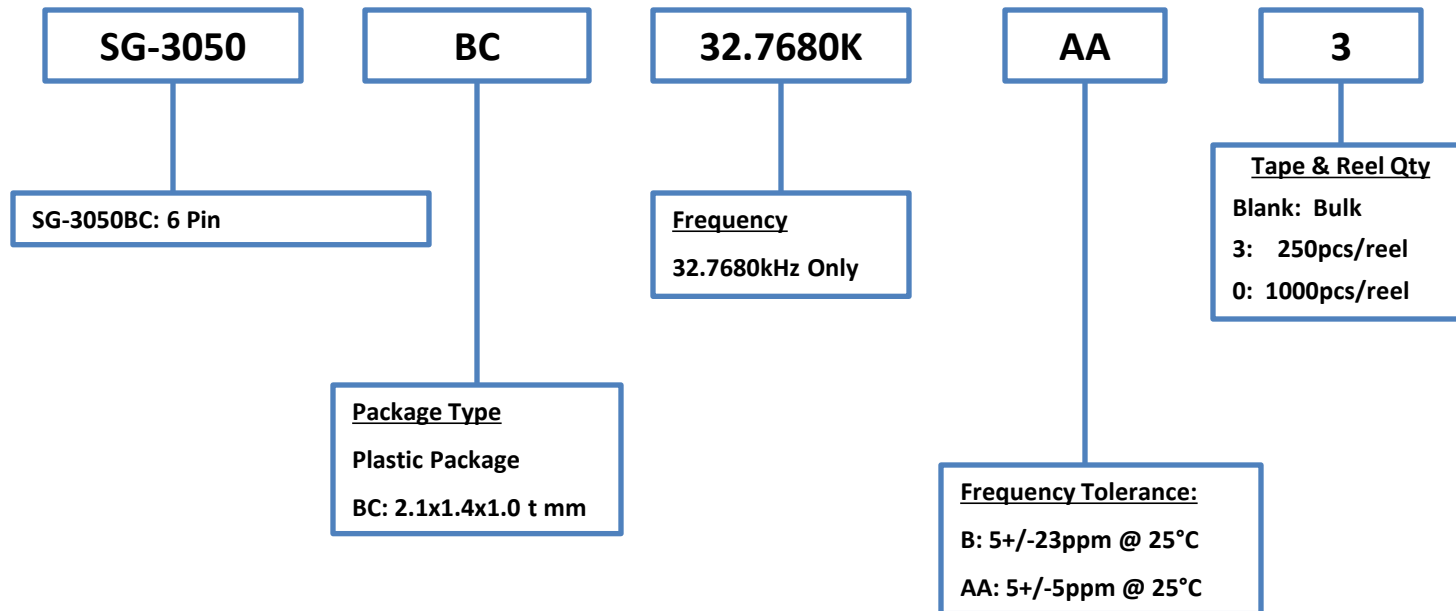 SG-3050
BC
32.7680K
AA
3
SG-3050BC: 6 Pin
Package Type
Plastic Package
BC: 2.1x1.4x1.0 t mm
Frequency
32.7680kHz Only
Frequency Tolerance:
B: 5+/-23ppm @ 25°C
AA: 5+/-5ppm @ 25°C
Tape & Reel Qty
Blank: Bulk
3: 250pcs/reel
0: 1000pcs/reel